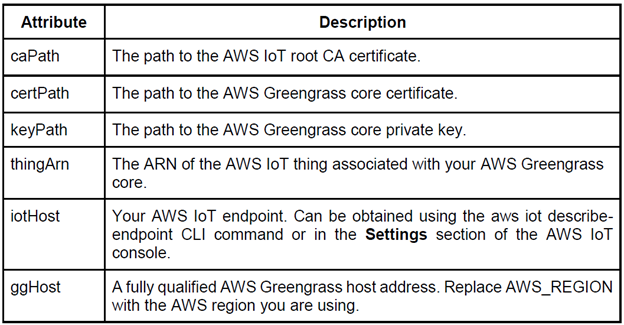 Attribute Description
caPath The path to the AWS IoT root CA certificate.
certPath The path to the AWS Greengrass core certificate.
keyPath The path to the AWS Greengrass core private key.
thingArn The ARN of the AWS IoT thing associated with your AWS Greengrass
core.
iotHost Your AWS IoT endpoint. Can be obtained using the aws iot describe-
endpoint CLI command or in the Settings section of the AWS IoT
console.
ggHost A fully qualified AWS Greengrass host address. Replace AWS_REGION
with the AWS region you are using.